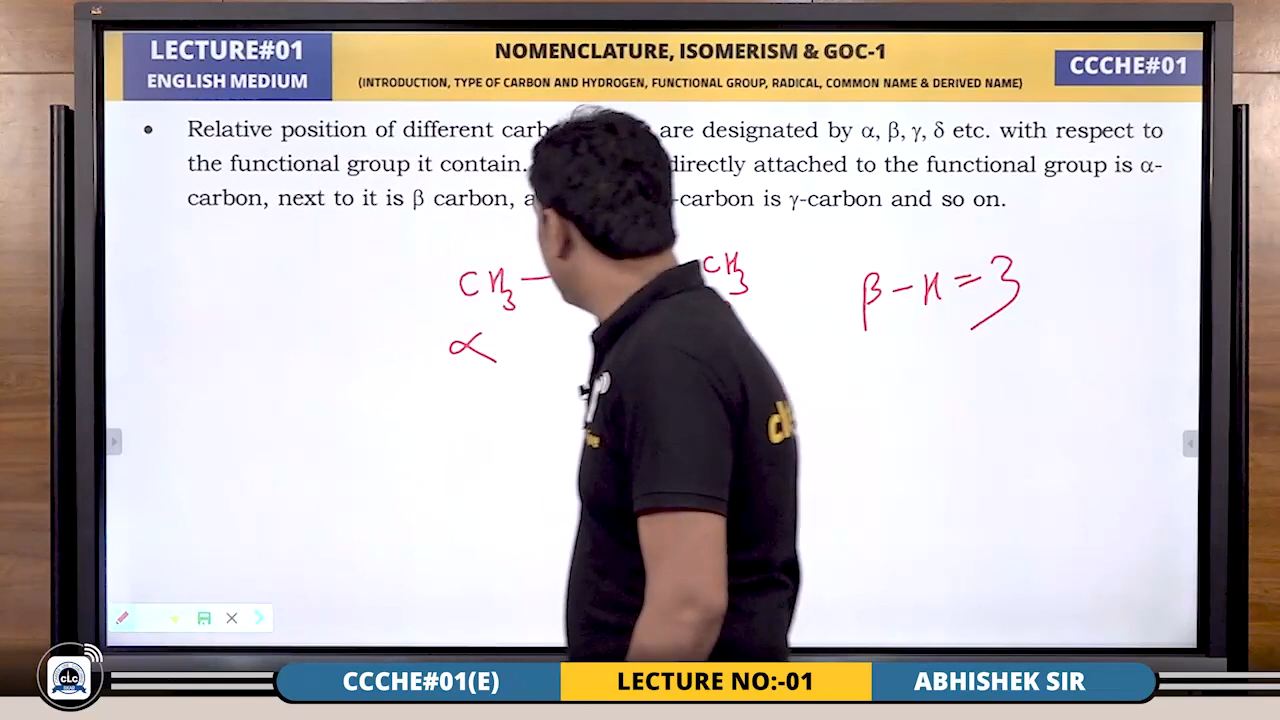 LECTURE#01
ENGLISH MEDIUM
NOMENCLATURE, ISOMERISM & GOC-1
(INTRODUCTION, TYPE OF CARBON AND HYDROGEN, FUNCTIONAL GROUP, RADICAL, COMMON NAME & DERIVED NAME)
CCCHE#01
• Relative position of different are designated by α, β, γ, δ etc. with respect to
the functional group it contain. directly attached to the functional group is α-
carbon, next to it is β carbon, -carbon is γ-carbon and so on.
CH3 – CH3
β – H = 3
α
CLC
CCCHE#01(E)
LECTURE NO:-01
ABHISHEK SIR